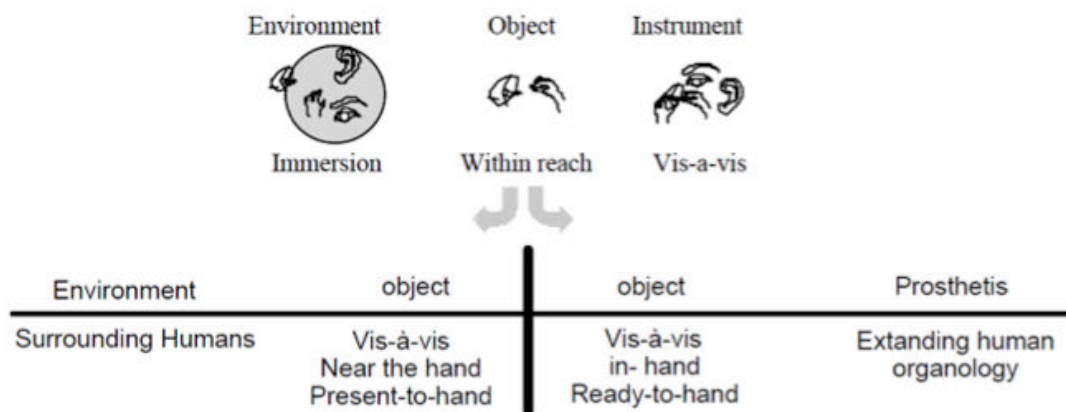 Environment Object Instrument
Immersion Within reach Vis-a-vis
Environment object object Prosthetis
Surrounding Humans Vis-à-vis Vis-à-vis Extanding human
Near the hand in- hand organology
Present-to-hand Ready-to-hand